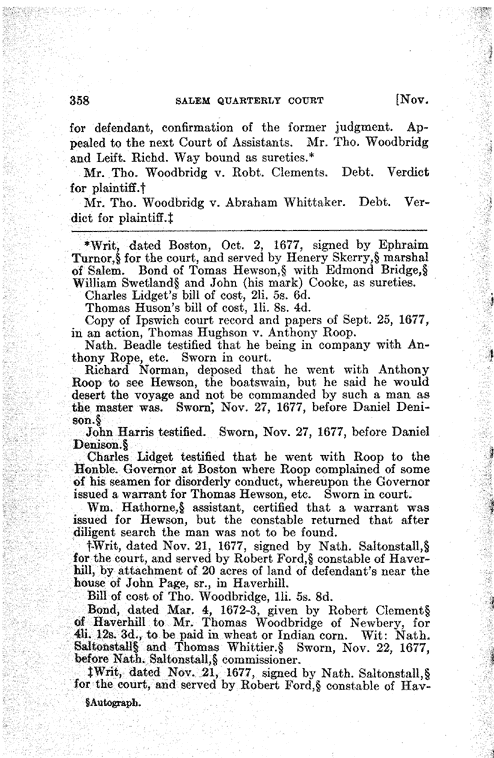 358 SALEM QUARTERLY COURT [Nov.
for defendant, confirmation of the former judgment. Ap-
pealed to the next Court of Assistants. Mr. Tho. Woodbridg
and Leift. Richd. Way bound as sureties.*
Mr. Tho. Woodbridg v. Robt. Clements. Debt. Verdict
for plaintiff.†
Mr. Tho. Woodbridg v. Abraham Whittaker. Debt. Ver-
dict for plaintiff.‡
*Writ, dated Boston, Oct. 2, 1677, signed by Ephraim
Turnor,§ for the court, and served by Henery Skerry,§ marshal
of Salem. Bond of Tomas Hewson,§ with Edmond Bridge,§
William Swetland§ and John (his mark) Cooke, as sureties.
Charles Lidget's bill of cost, 2li. 5s. 6d.
Thomas Huson's bill of cost, 1li. 8s. 4d.
Copy of Ipswich court record and papers of Sept. 25, 1677,
in an action, Thomas Hughson v. Anthony Roop.
Nath. Beadle testified that he being in company with An-
thony Rope, etc. Sworn in court.
Richard Norman, deposed that he went with Anthony
Roop to see Hewson, the boatswain, but he said he would
desert the voyage and not be commanded by such a man as
the master was. Sworn, Nov. 27, 1677, before Daniel Deni-
son.§
John Harris testified. Sworn, Nov. 27, 1677, before Daniel
Denison.§
Charles Lidget testified that he went with Roop to the
Honble. Governor at Boston where Roop complained of some
of his seamen for disorderly conduct, whereupon the Governor
issued a warrant for Thomas Hewson, etc. Sworn in court.
Wm. Hathorne,§ assistant, certified that a warrant was
issued for Hewson, but the constable returned that after
diligent search the man was not to be found.
†Writ, dated Nov. 21, 1677, signed by Nath. Saltonstall,§
for the court, and served by Robert Ford,§ constable of Haver-
hill, by attachment of 20 acres of land of defendant's near the
house of John Page, sr., in Haverhill.
Bill of cost of Tho. Woodbridge, 1li. 5s. 8d.
Bond, dated Mar. 4, 1672-3, given by Robert Clement§
of Haverhill to Mr. Thomas Woodbridge of Newbery, for
4li. 12s. 3d., to be paid in wheat or Indian corn. Wit: Nath.
Saltonstall§ and Thomas Whittier.§ Sworn, Nov. 22, 1677,
before Nath. Saltonstall,§ commissioner.
‡Writ, dated Nov. 21, 1677, signed by Nath. Saltonstall,§
for the court, and served by Robert Ford,§ constable of Hav-
§Autograph.